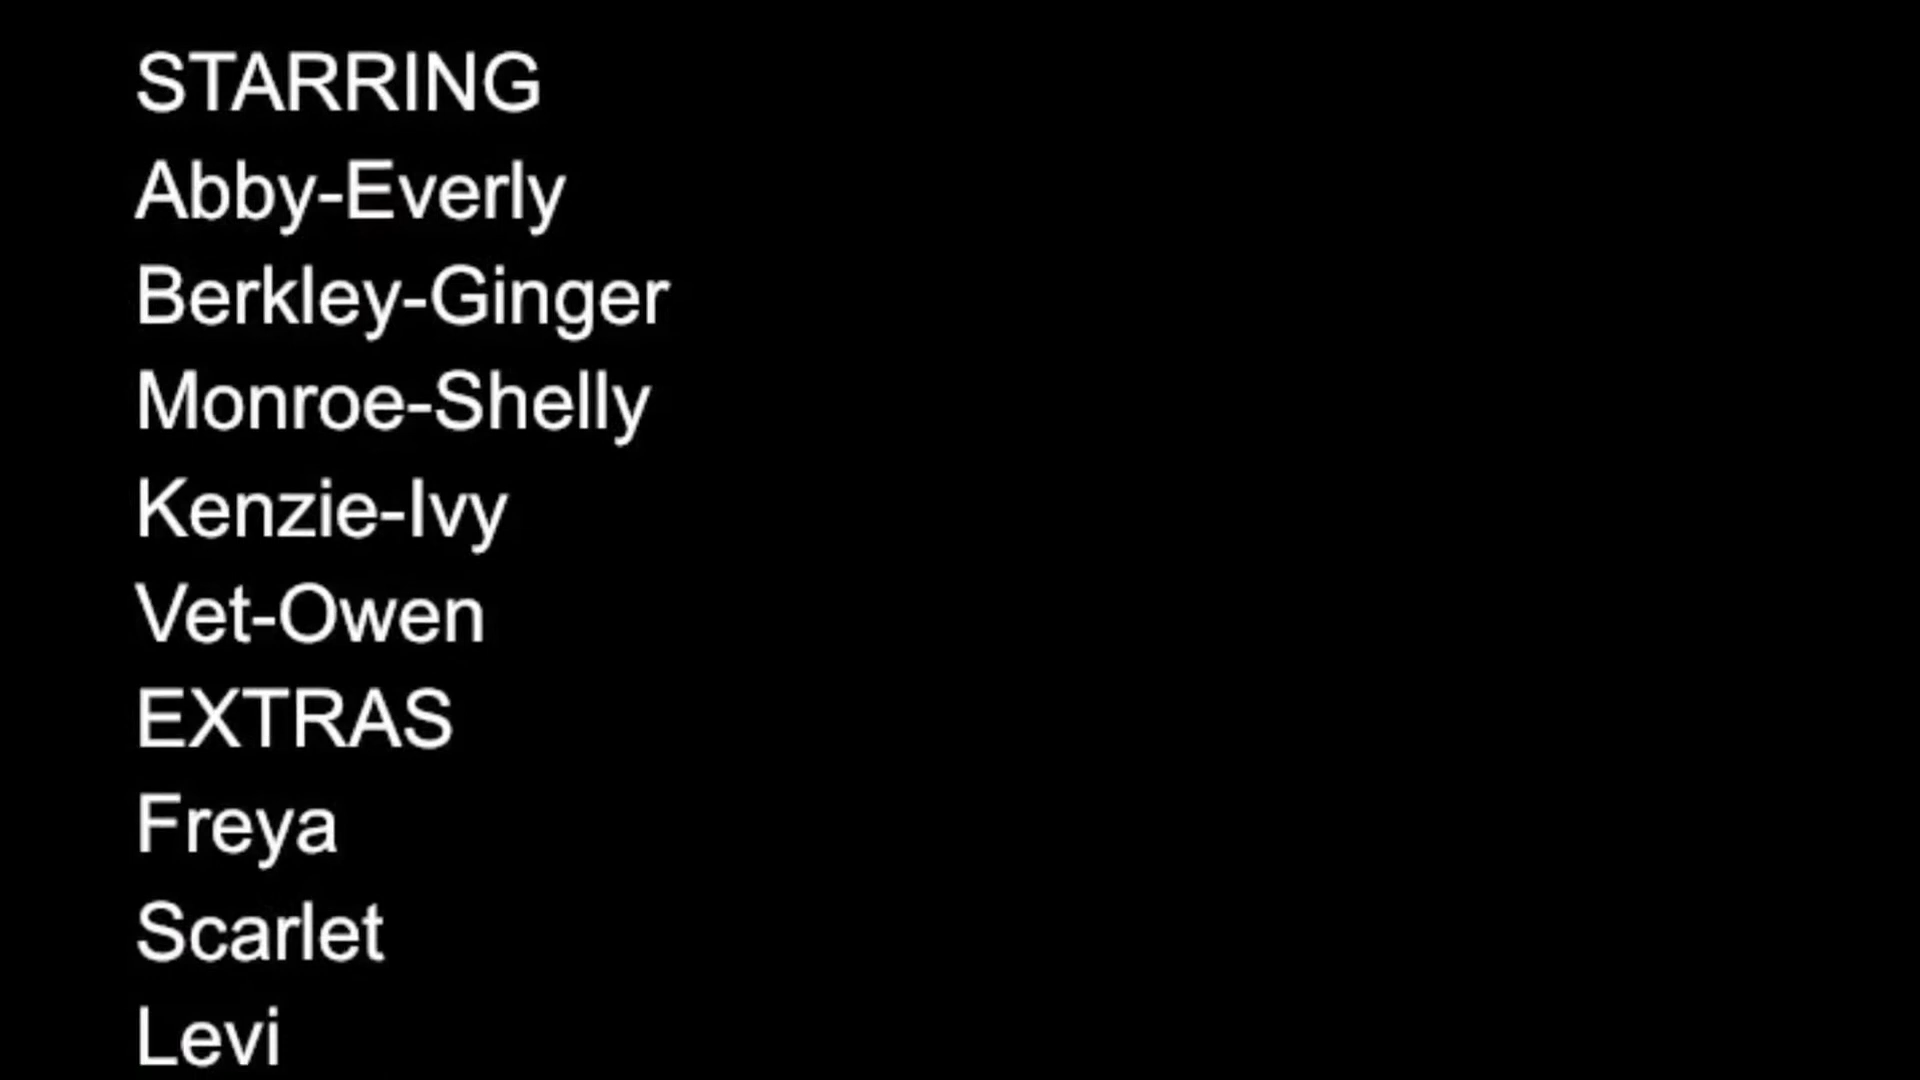 STARRING
Abby-Everly
Berkley-Ginger
Monroe-Shelly
Kenzie-Ivy
Vet-Owen
EXTRAS
Freya
Scarlet
Levi